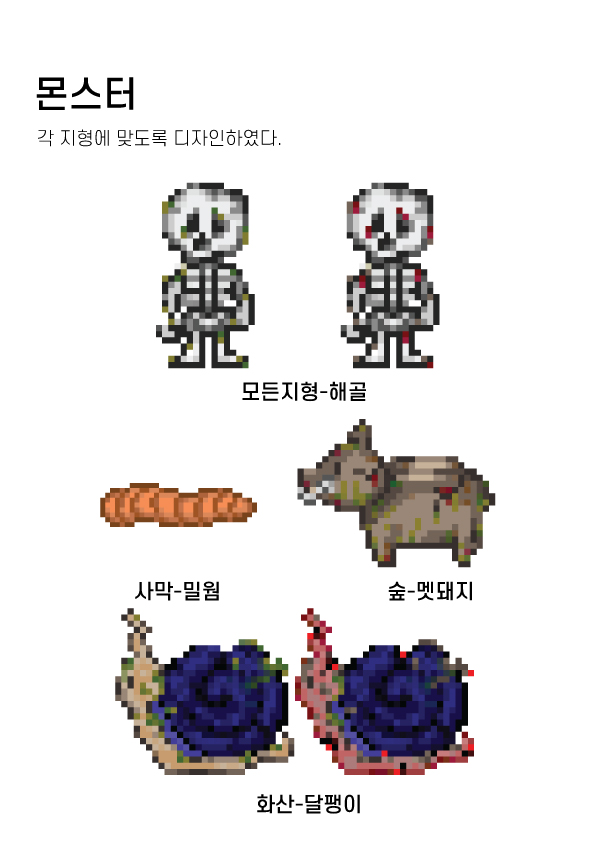 몬스터
각 지형에 맞도록 디자인하였다.
모든지형-해골
사막-밀웜
숲-멧돼지
화산-달팽이